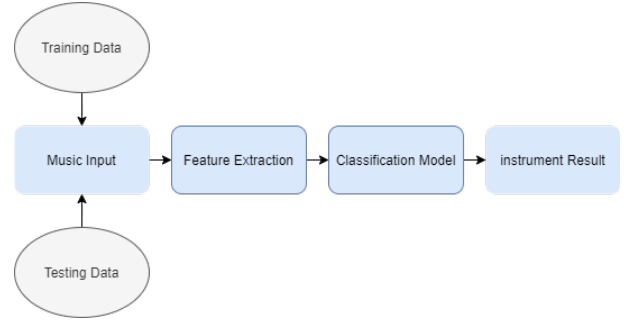 Training Data
Music Input
Feature Extraction
Classification Model
instrument Result
Testing Data